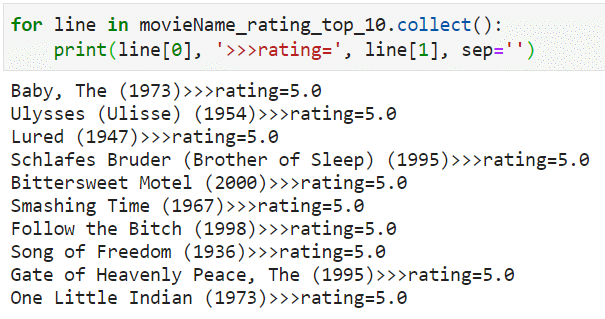 for line in movieName_rating_top_10.collect():
    print(line[0], '>>>rating=', line[1], sep='')
Baby, The (1973)>>>rating=5.0
Ulysses (Ulisse) (1954)>>>rating=5.0
Lured (1947)>>>rating=5.0
Schlafes Bruder (Brother of Sleep) (1995)>>>rating=5.0
Bittersweet Motel (2000)>>>rating=5.0
Smashing Time (1967)>>>rating=5.0
Follow the Bitch (1998)>>>rating=5.0
Song of Freedom (1936)>>>rating=5.0
Gate of Heavenly Peace, The (1995)>>>rating=5.0
One Little Indian (1973)>>>rating=5.0